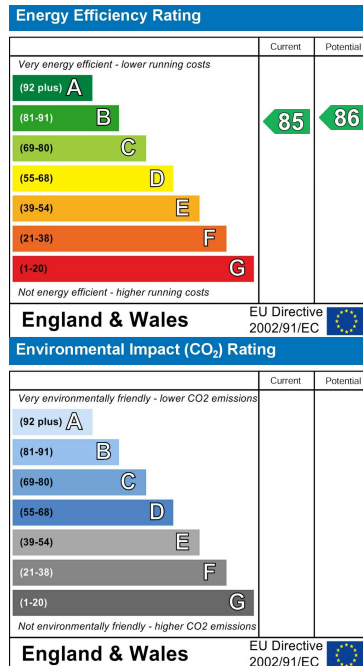 Energy Efficiency Rating
Current Potential
Very energy efficient - lower running costs
(92 plus) A
(81-91) B
85 86
(69-80) C
(55-68) D
(39-54) E
(21-38) F
(1-20) G
Not energy efficient - higher running costs
England & Wales
EU Directive
2002/91/EC
Environmental Impact (CO₂) Rating
Current Potential
Very environmentally friendly - lower CO2 emissions
(92 plus) A
(81-91) B
(69-80) C
(55-68) D
(39-54) E
(21-38) F
(1-20) G
Not environmentally friendly - higher CO2 emissions
England & Wales
EU Directive
2002/91/EC